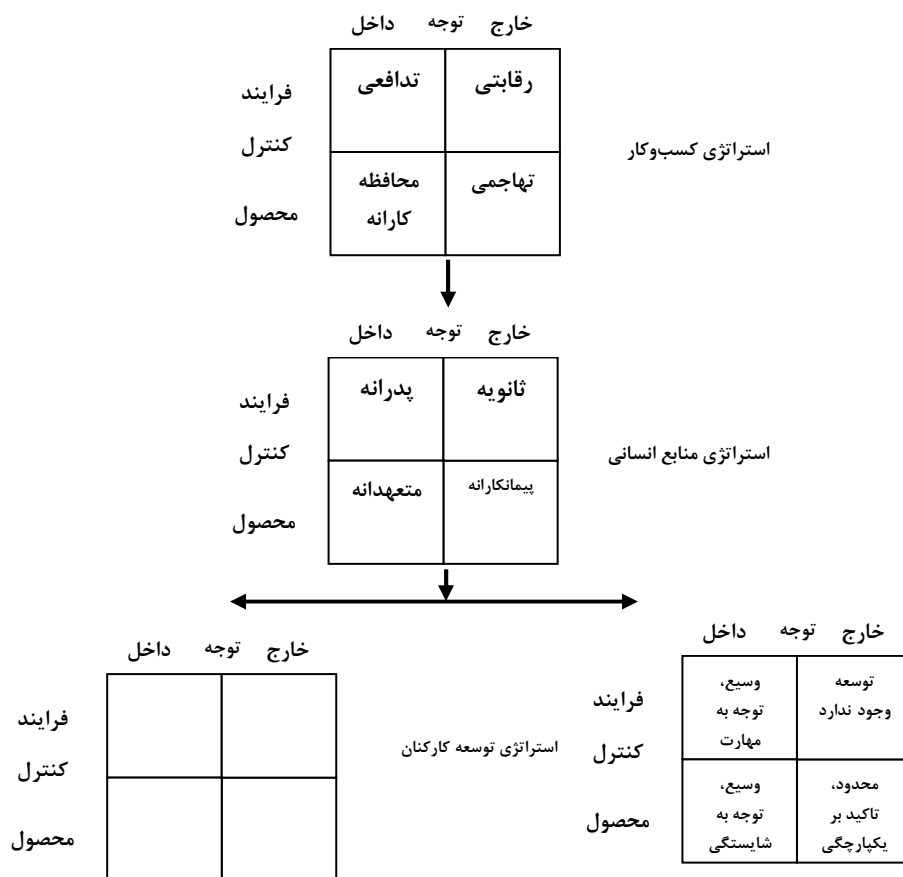 خارج توجه داخل
رقابتی تدافعی فرایند
کنترل
استراتژی کسب‌وکار
تهاجمی محافظه
کارانه محصول
خارج توجه داخل
ثانویه پدرانه فرایند
کنترل
استراتژی منابع انسانی
پیمانکارانه متعهدانه
محصول
خارج توجه داخل
توسعه
وجود ندارد
وسیع،
توجه به
مهارت
فرایند
کنترل
محدود،
تاکید بر
یکپارچگی
وسیع،
توجه به
شایستگی
محصول
استراتژی توسعه کارکنان
خارج توجه داخل
فرایند
کنترل
محصول